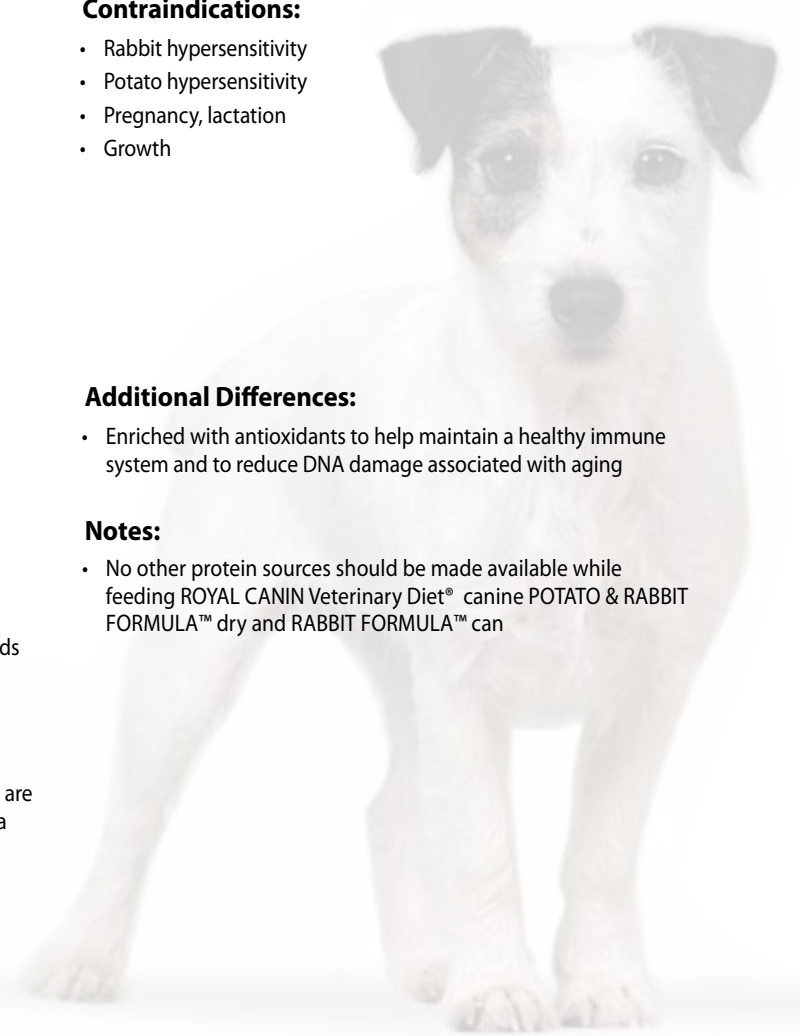 Contraindications:
• Rabbit hypersensitivity
• Potato hypersensitivity
• Pregnancy, lactation
• Growth
Additional Differences:
• Enriched with antioxidants to help maintain a healthy immune
system and to reduce DNA damage associated with aging
Notes:
• No other protein sources should be made available while
feeding ROYAL CANIN Veterinary Diet® canine POTATO & RABBIT
FORMULA™ dry and RABBIT FORMULA™ can
ds
are
a